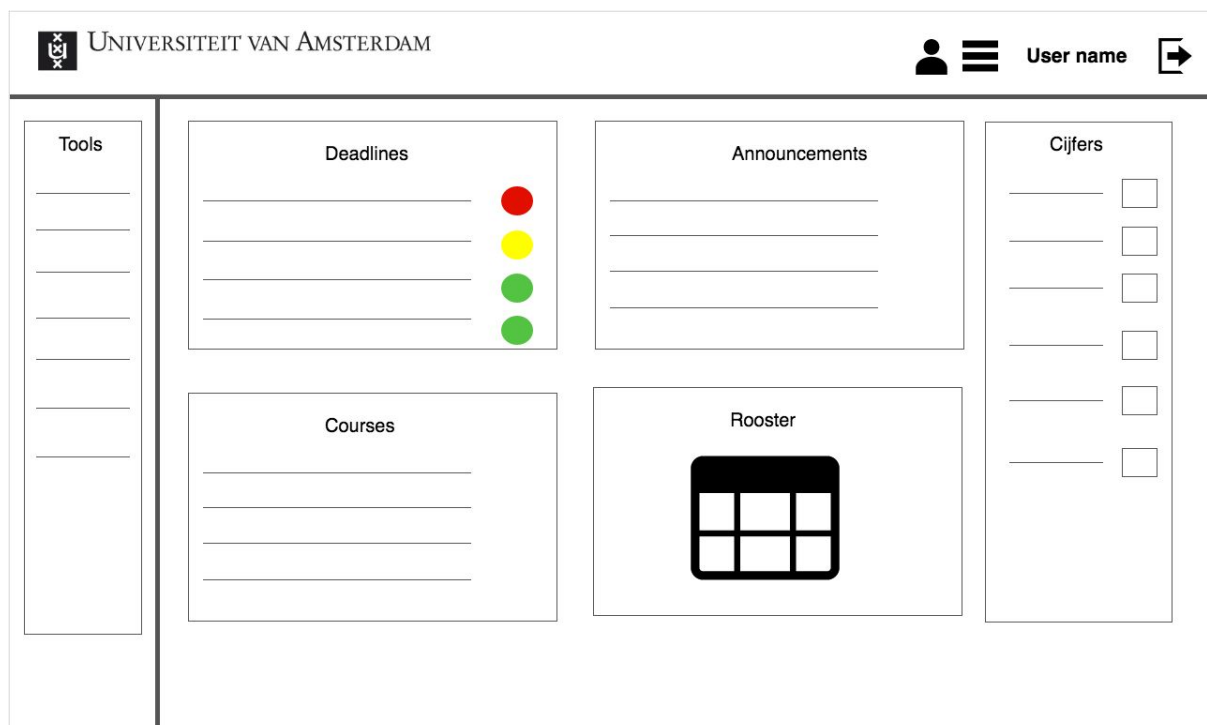 UNIVERSITEIT VAN AMSTERDAM
User name
Tools
Deadlines
Announcements
Cijfers
Courses
Rooster